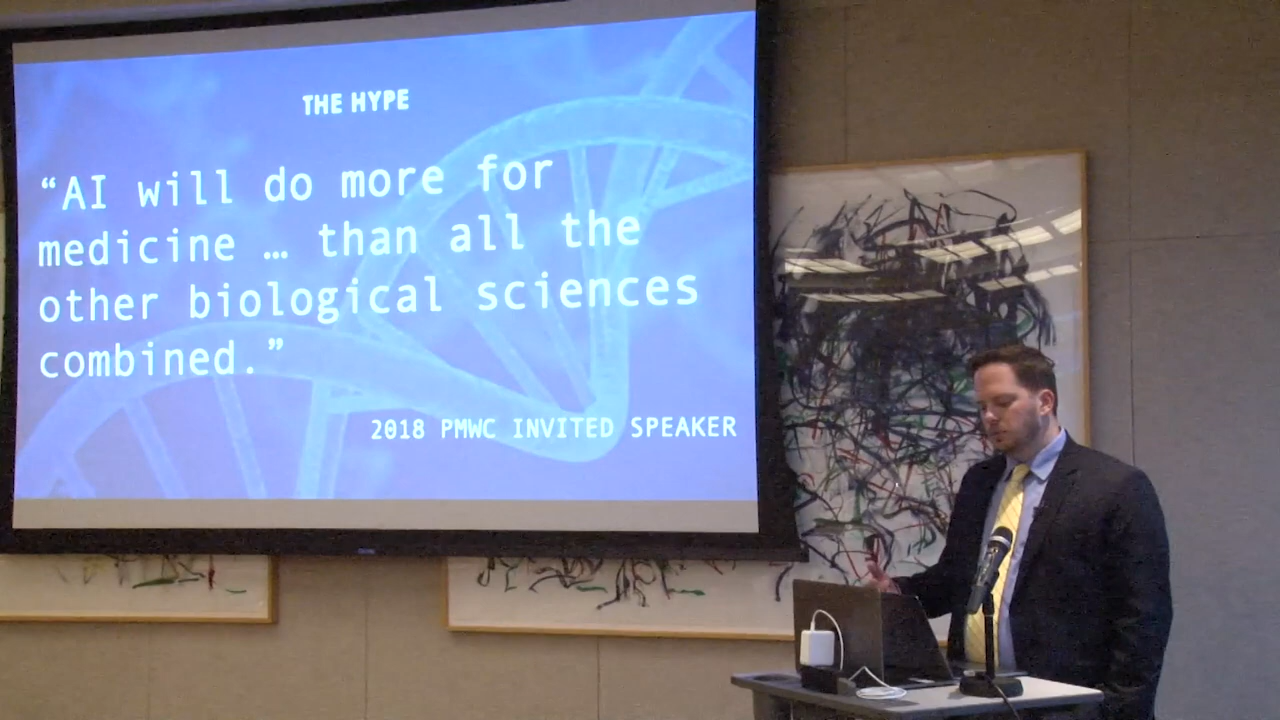 THE HYPE
“AI will do more for
medicine … than all the
other biological sciences
combined.”
2018 PMWC INVITED SPEAKER